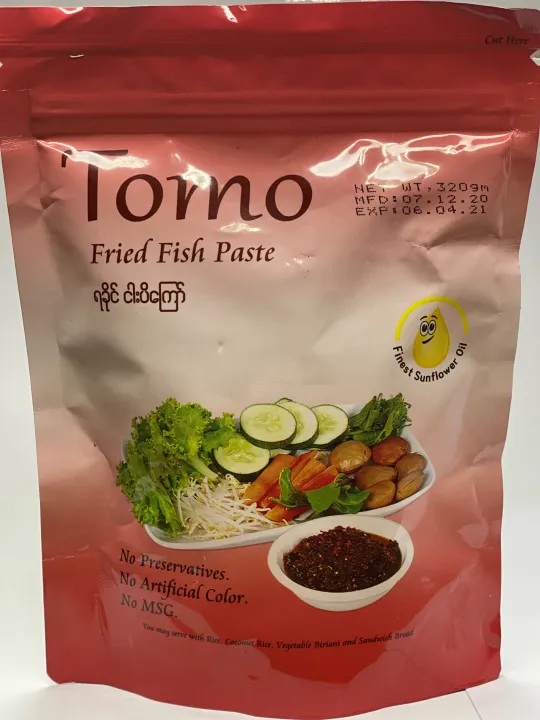 Cut Here
Tomo
NET WT, 320gm
MFD:07.12.20
EXP:06.04.21
Fried Fish Paste
ရခိုင် ငါးပိကြော်
Finest Sunflower Oil
No Preservatives.
No Artificial Color.
No MSG.
You may serve with Rice, Coconut Rice, Vegetable Biriani and Sandwich Bread